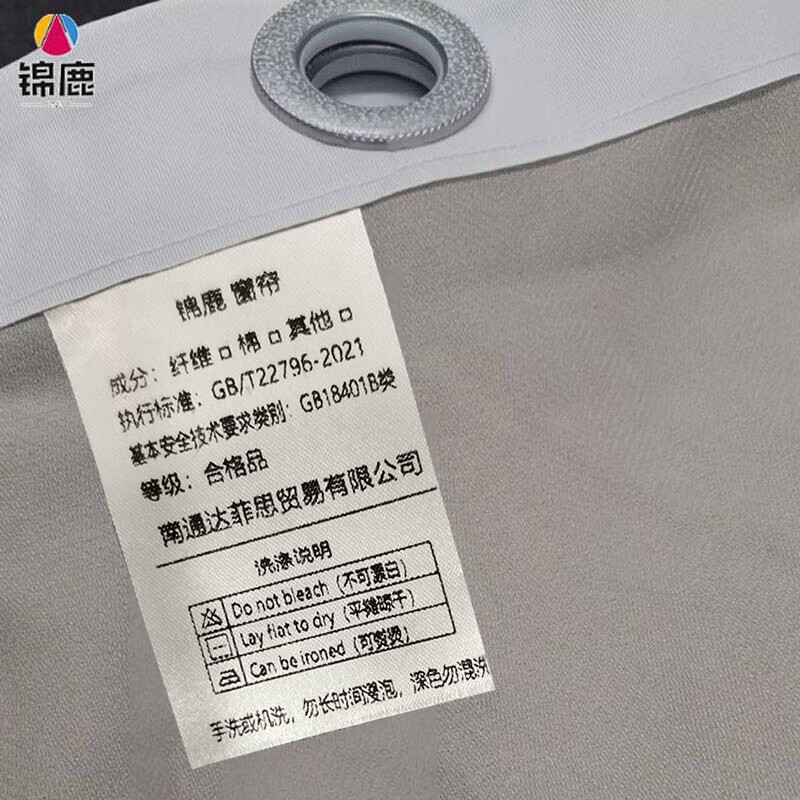 锦鹿
锦鹿 窗帘
成分：纤维□ 棉□ 其他□
执行标准：GB/T22796-2021
基本安全技术要求类别：GB18401B类
等级：合格品
南通达菲思贸易有限公司
洗涤说明
Do not bleach（不可漂白）
Lay flat to dry（平摊晾干）
Can be ironed（可熨烫）
手洗或机洗，勿长时间浸泡，深色勿混洗